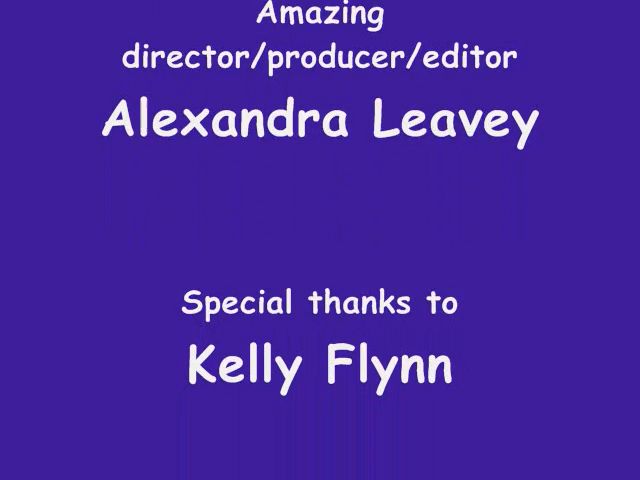 Amazing
director/producer/editor
Alexandra Leavey
Special thanks to
Kelly Flynn